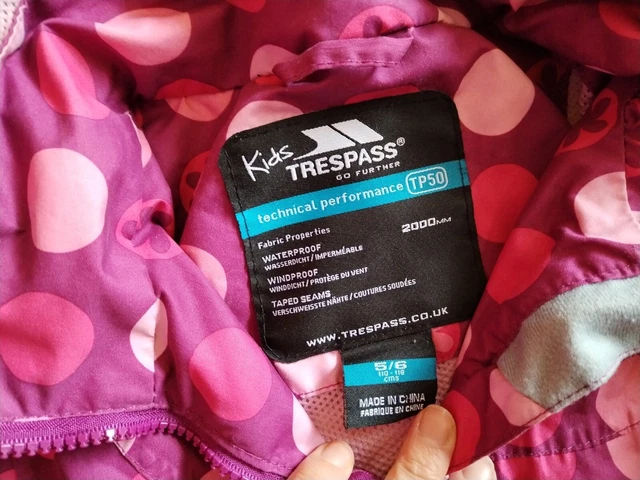 Kids
TRESPASS®
GO FURTHER
technical performance TP50
Fabric Properties 2000MM
WATERPROOF
WASSERDICHT / IMPERMÉABLE
WINDPROOF
WINDDICHT / PROTÈGE DU VENT
TAPED SEAMS
VERSCHWEISSTE NÄHTE / COUTURES SOUDÉES
WWW.TRESPASS.CO.UK
5/6
110 - 116
cms
MADE IN CHINA
FABRIQUE EN CHINE